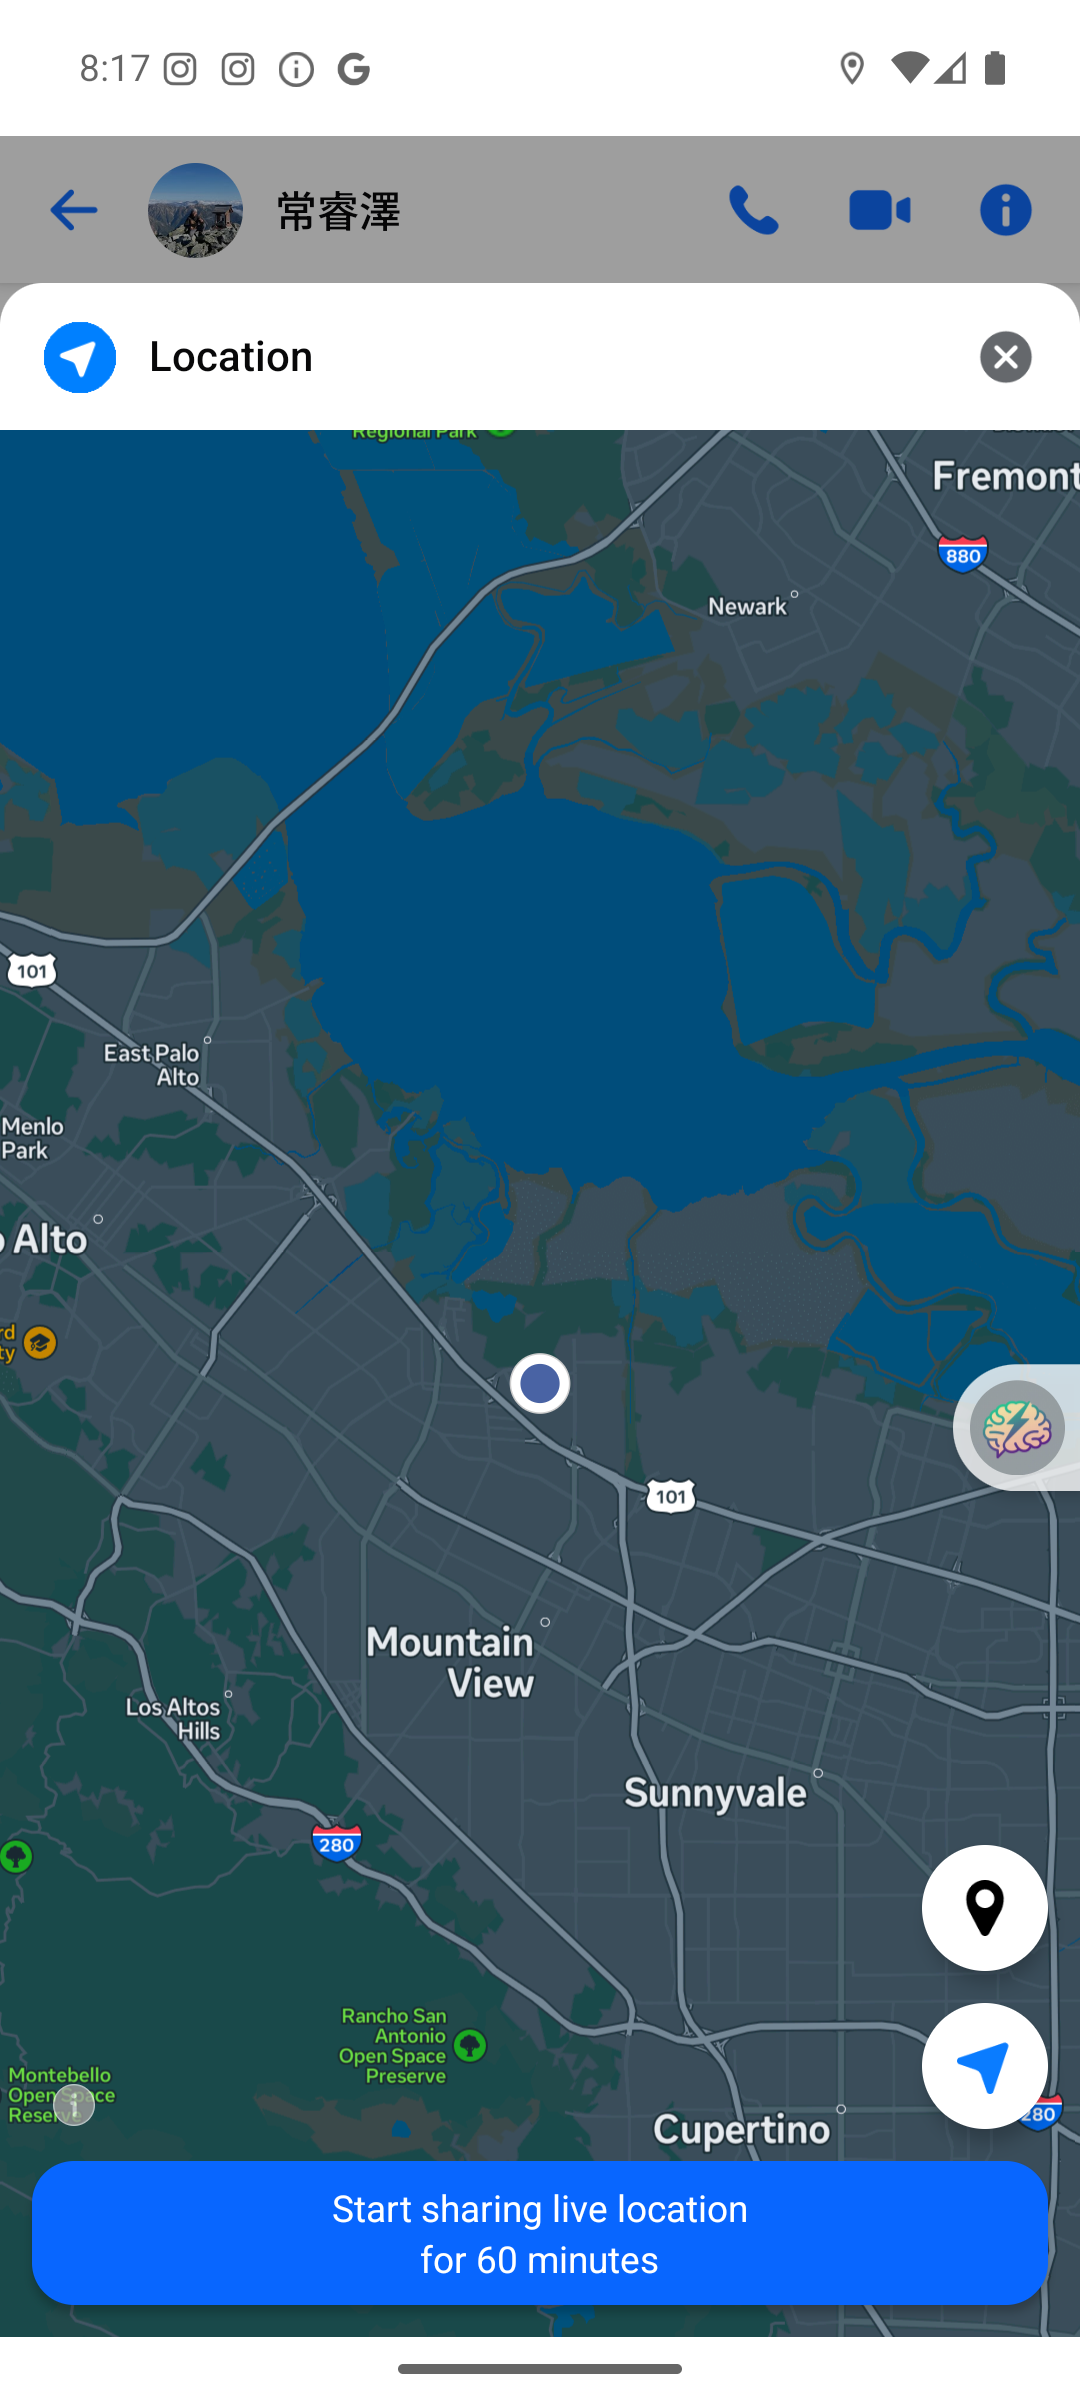 8:17
常睿澤
Location
Regional Park
Fremont
880
Newark
101
East Palo
Alto
Menlo
Park
Alto
101
Mountain
View
Los Altos
Hills
Sunnyvale
280
Rancho San
Antonio
Open Space
Preserve
Montebello
Open Space
Reserve
280
Cupertino
Start sharing live location
for 60 minutes